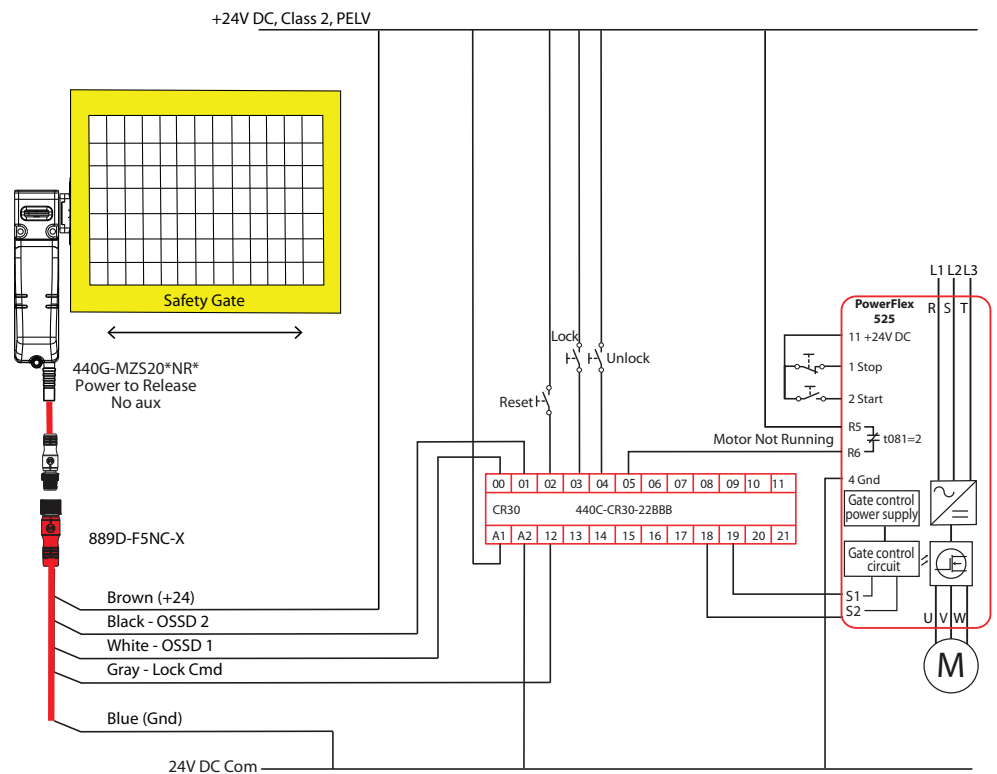 +24V DC, Class 2, PELV
Safety Gate
440G-MZS20*NR*
Power to Release
No aux
889D-F5NC-X
Brown (+24)
Black - OSSD 2
White - OSSD 1
Gray - Lock Cmd
Blue (Gnd)
24V DC Com
Lock
Unlock
Reset
Motor Not Running
00 01 02 03 04 05 06 07 08 09 10 11
CR30 440C-CR30-22BBB
A1 A2 12 13 14 15 16 17 18 19 20 21
L1 L2 L3
PowerFlex
525
R S T
11 +24V DC
1 Stop
2 Start
R5
t081=2
R6
4 Gnd
Gate control
power supply
Gate control
circuit
S1
S2
U V W
M